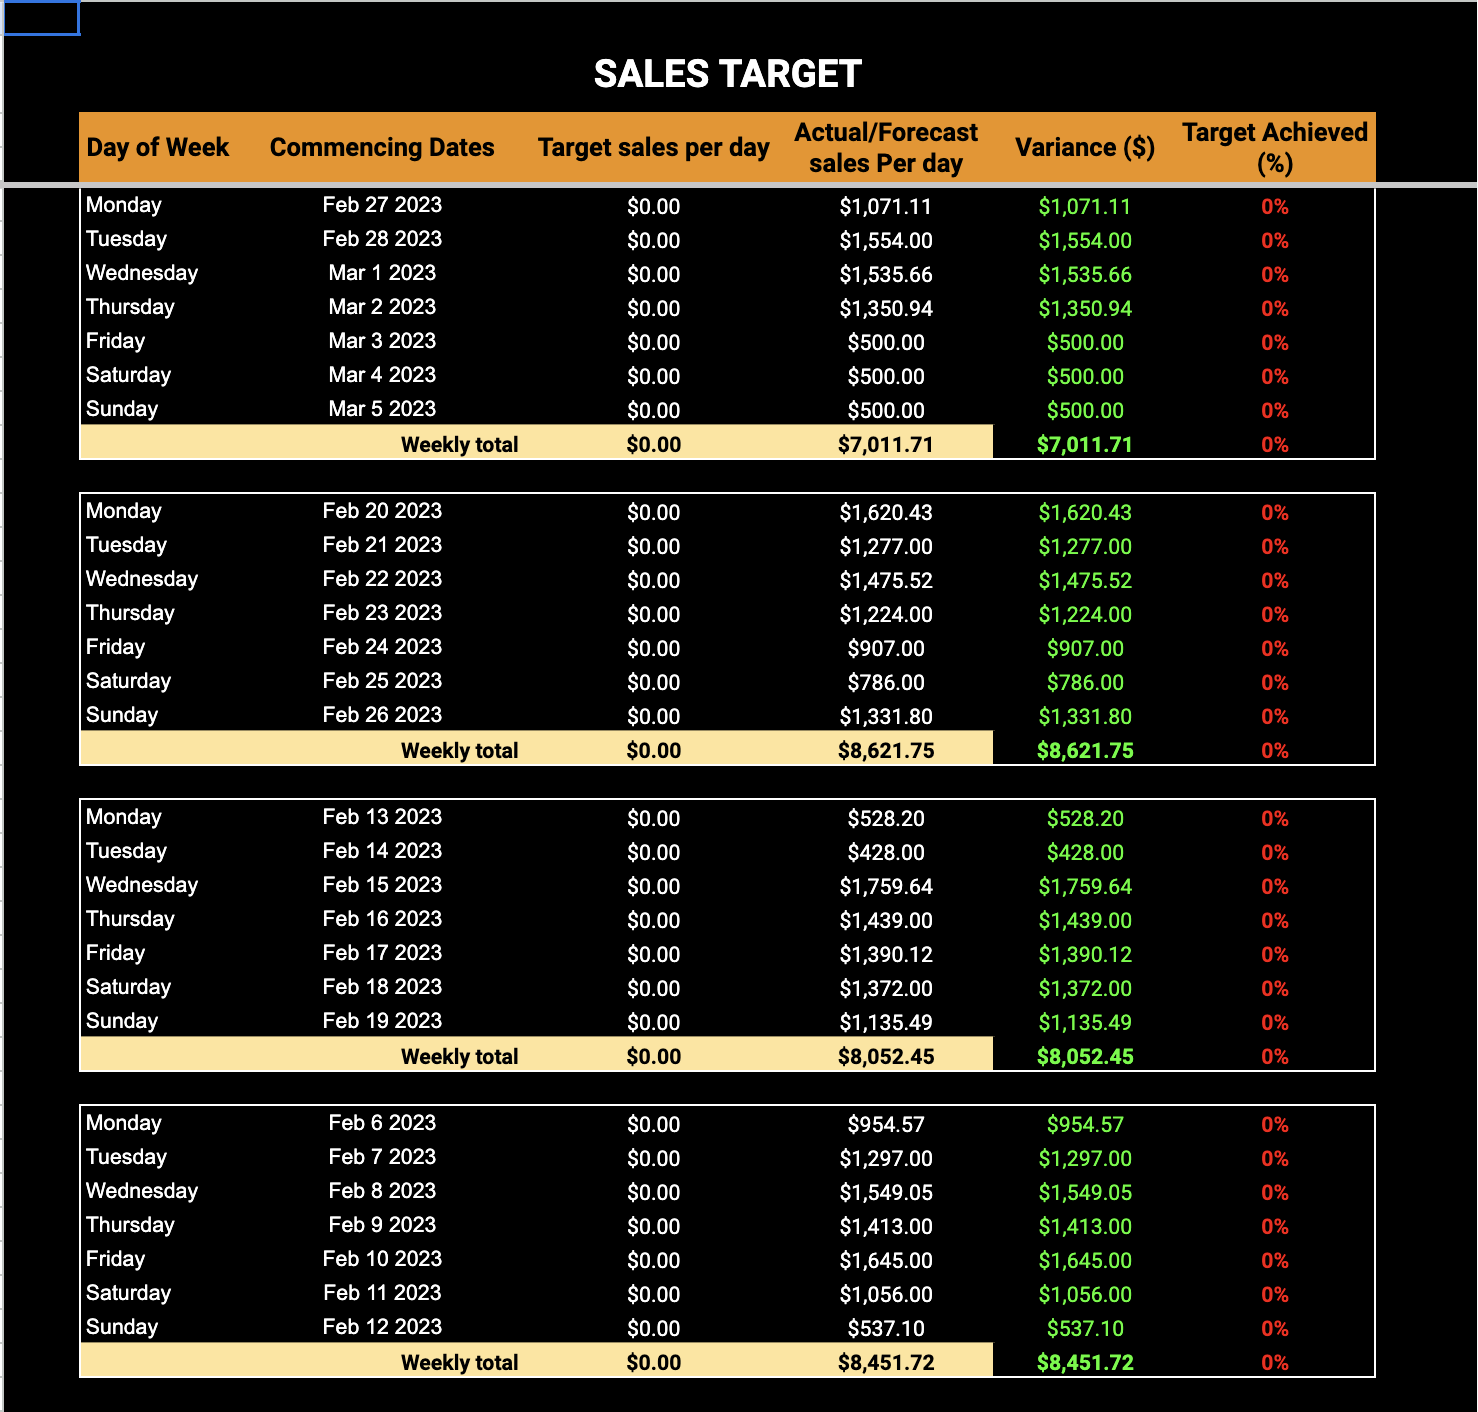 SALES TARGET
Day of Week Commencing Dates Target sales per day Actual/Forecast sales Per day Variance ($) Target Achieved (%)
Monday Feb 27 2023 $0.00 $1,071.11 $1,071.11 0%
Tuesday Feb 28 2023 $0.00 $1,554.00 $1,554.00 0%
Wednesday Mar 1 2023 $0.00 $1,535.66 $1,535.66 0%
Thursday Mar 2 2023 $0.00 $1,350.94 $1,350.94 0%
Friday Mar 3 2023 $0.00 $500.00 $500.00 0%
Saturday Mar 4 2023 $0.00 $500.00 $500.00 0%
Sunday Mar 5 2023 $0.00 $500.00 $500.00 0%
Weekly total $0.00 $7,011.71 $7,011.71 0%
Monday Feb 20 2023 $0.00 $1,620.43 $1,620.43 0%
Tuesday Feb 21 2023 $0.00 $1,277.00 $1,277.00 0%
Wednesday Feb 22 2023 $0.00 $1,475.52 $1,475.52 0%
Thursday Feb 23 2023 $0.00 $1,224.00 $1,224.00 0%
Friday Feb 24 2023 $0.00 $907.00 $907.00 0%
Saturday Feb 25 2023 $0.00 $786.00 $786.00 0%
Sunday Feb 26 2023 $0.00 $1,331.80 $1,331.80 0%
Weekly total $0.00 $8,621.75 $8,621.75 0%
Monday Feb 13 2023 $0.00 $528.20 $528.20 0%
Tuesday Feb 14 2023 $0.00 $428.00 $428.00 0%
Wednesday Feb 15 2023 $0.00 $1,759.64 $1,759.64 0%
Thursday Feb 16 2023 $0.00 $1,439.00 $1,439.00 0%
Friday Feb 17 2023 $0.00 $1,390.12 $1,390.12 0%
Saturday Feb 18 2023 $0.00 $1,372.00 $1,372.00 0%
Sunday Feb 19 2023 $0.00 $1,135.49 $1,135.49 0%
Weekly total $0.00 $8,052.45 $8,052.45 0%
Monday Feb 6 2023 $0.00 $954.57 $954.57 0%
Tuesday Feb 7 2023 $0.00 $1,297.00 $1,297.00 0%
Wednesday Feb 8 2023 $0.00 $1,549.05 $1,549.05 0%
Thursday Feb 9 2023 $0.00 $1,413.00 $1,413.00 0%
Friday Feb 10 2023 $0.00 $1,645.00 $1,645.00 0%
Saturday Feb 11 2023 $0.00 $1,056.00 $1,056.00 0%
Sunday Feb 12 2023 $0.00 $537.10 $537.10 0%
Weekly total $0.00 $8,451.72 $8,451.72 0%